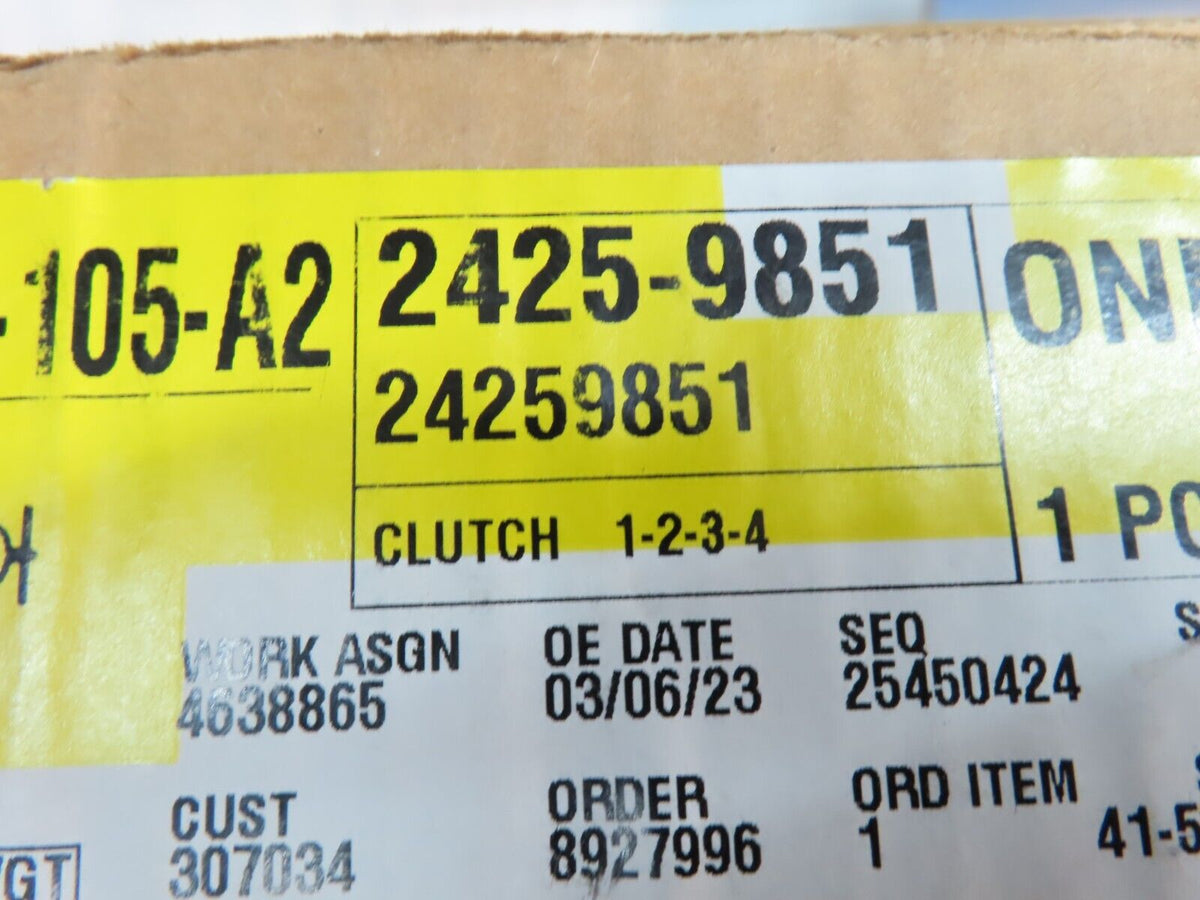 -105-A2
2425-9851
24259851
CLUTCH 1-2-3-4
1
WORK ASGN
4638865
OE DATE
03/06/23
SEQ
25450424
CUST
307034
ORDER
8927996
ORD ITEM
1